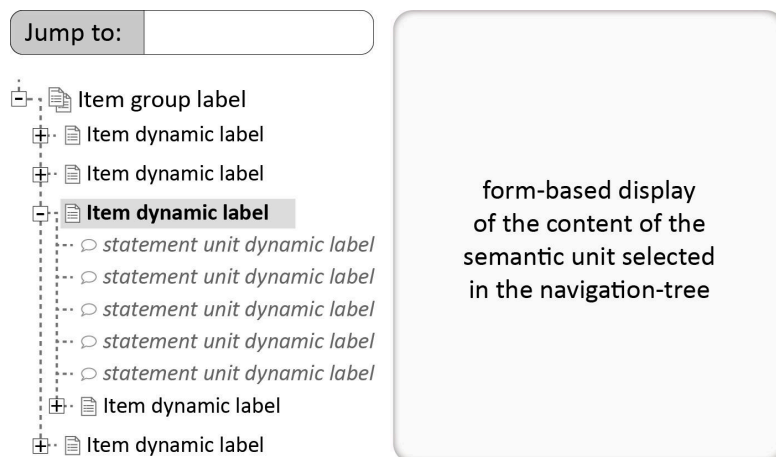 Jump to:
Item group label
Item dynamic label
Item dynamic label
Item dynamic label
statement unit dynamic label
statement unit dynamic label
statement unit dynamic label
statement unit dynamic label
statement unit dynamic label
Item dynamic label
Item dynamic label
form-based display
of the content of the
semantic unit selected
in the navigation-tree